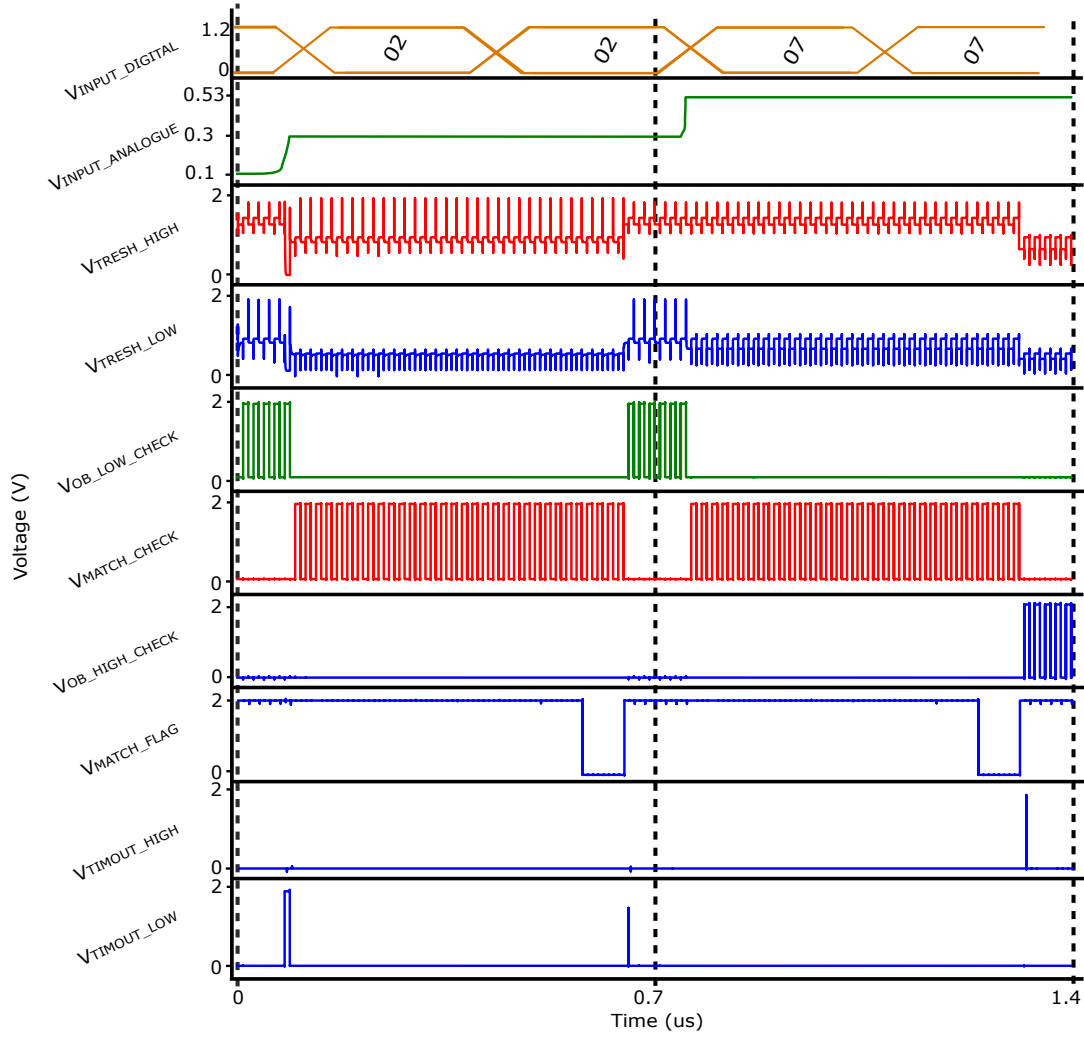 1.2
0
VINPUT_DIGITAL
02
02
07
07
0.53
0.3
0.1
VINPUT_ANALOGUE
2
0
VTRESH_HIGH
2
0
VTRESH_LOW
2
0
VOB_LOW_CHECK
2
0
VMATCH_CHECK
2
0
VOB_HIGH_CHECK
2
0
VMATCH_FLAG
2
0
VTIMOUT_HIGH
2
0
VTIMOUT_LOW
Voltage (V)
0
0.7
1.4
Time (us)